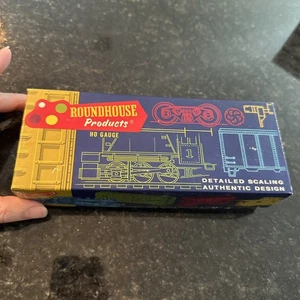 ROUNDHOUSE
Products
HO GAUGE
1
DETAILED SCALING
AUTHENTIC DESIGN